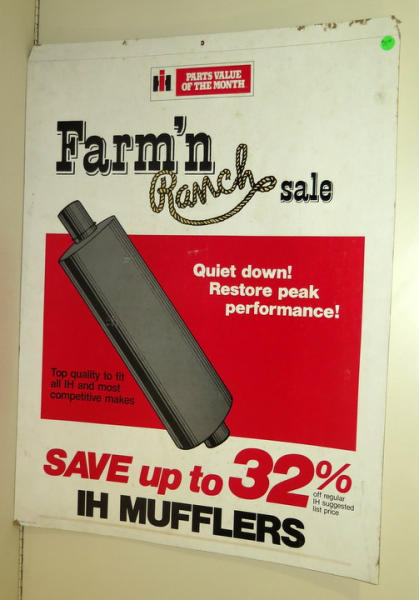 IH
PARTS VALUE
OF THE MONTH
Farm'n
Ranch sale
Quiet down!
Restore peak
performance!
Top quality to fit
all IH and most
competitive makes
SAVE up to 32%
off regular
IH suggested
list price
IH MUFFLERS